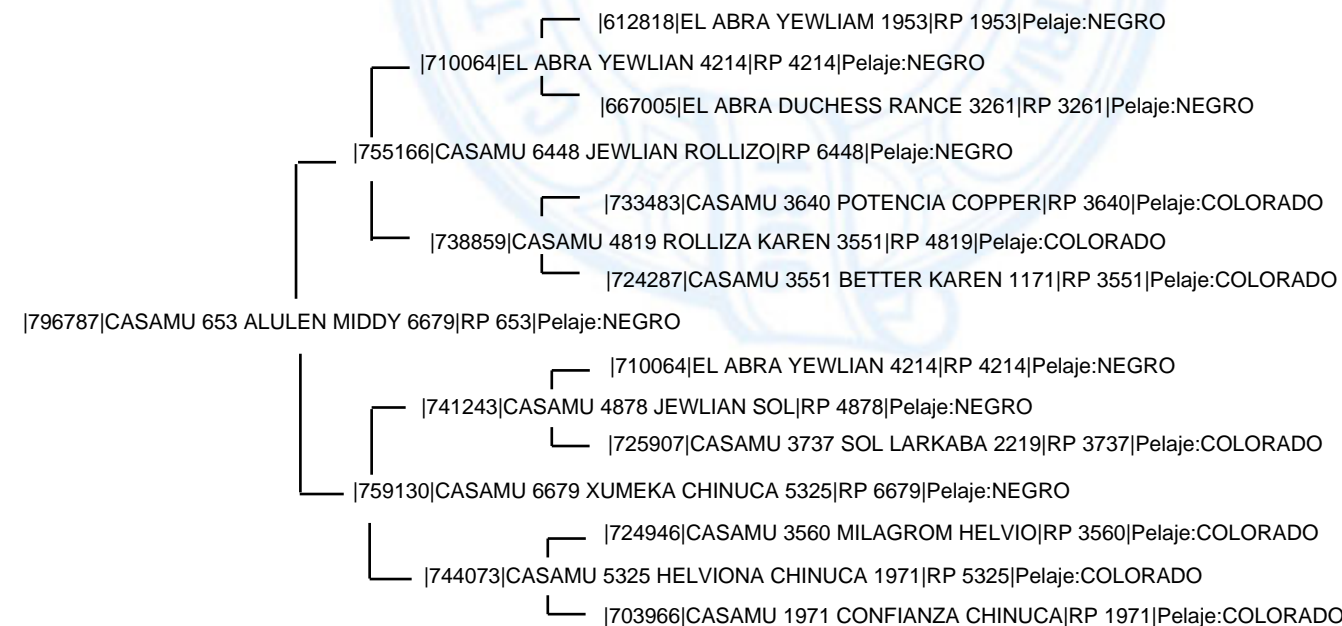 |612818|EL ABRA YEWLIAM 1953|RP 1953|Pelaje:NEGRO
|710064|EL ABRA YEWLIAN 4214|RP 4214|Pelaje:NEGRO
|667005|EL ABRA DUCHESS RANCE 3261|RP 3261|Pelaje:NEGRO
|755166|CASAMU 6448 JEWLIAN ROLLIZO|RP 6448|Pelaje:NEGRO
|733483|CASAMU 3640 POTENCIA COPPER|RP 3640|Pelaje:COLORADO
|738859|CASAMU 4819 ROLLIZA KAREN 3551|RP 4819|Pelaje:COLORADO
|724287|CASAMU 3551 BETTER KAREN 1171|RP 3551|Pelaje:COLORADO
|796787|CASAMU 653 ALULEN MIDDY 6679|RP 653|Pelaje:NEGRO
|710064|EL ABRA YEWLIAN 4214|RP 4214|Pelaje:NEGRO
|741243|CASAMU 4878 JEWLIAN SOL|RP 4878|Pelaje:NEGRO
|725907|CASAMU 3737 SOL LARKABA 2219|RP 3737|Pelaje:COLORADO
|759130|CASAMU 6679 XUMEKA CHINUCA 5325|RP 6679|Pelaje:NEGRO
|724946|CASAMU 3560 MILAGROM HELVIO|RP 3560|Pelaje:COLORADO
|744073|CASAMU 5325 HELVIONA CHINUCA 1971|RP 5325|Pelaje:COLORADO
|703966|CASAMU 1971 CONFIANZA CHINUCA|RP 1971|Pelaje:COLORADO